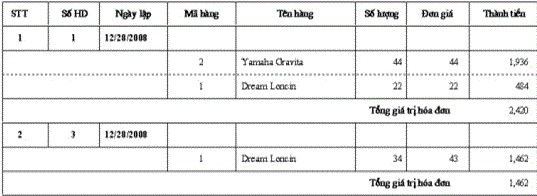 STT Số HD Ngày lập Mã hàng Tên hàng Số lượng Đơn giá Thành tiền
1 1 12/28/2008
2 Yamaha Gravita 44 44 1,936
1 Dream Loncin 22 22 484
Tổng giá trị hóa đơn 2,420
2 3 12/28/2008
1 Dream Loncin 34 43 1,462
Tổng giá trị hóa đơn 1,462